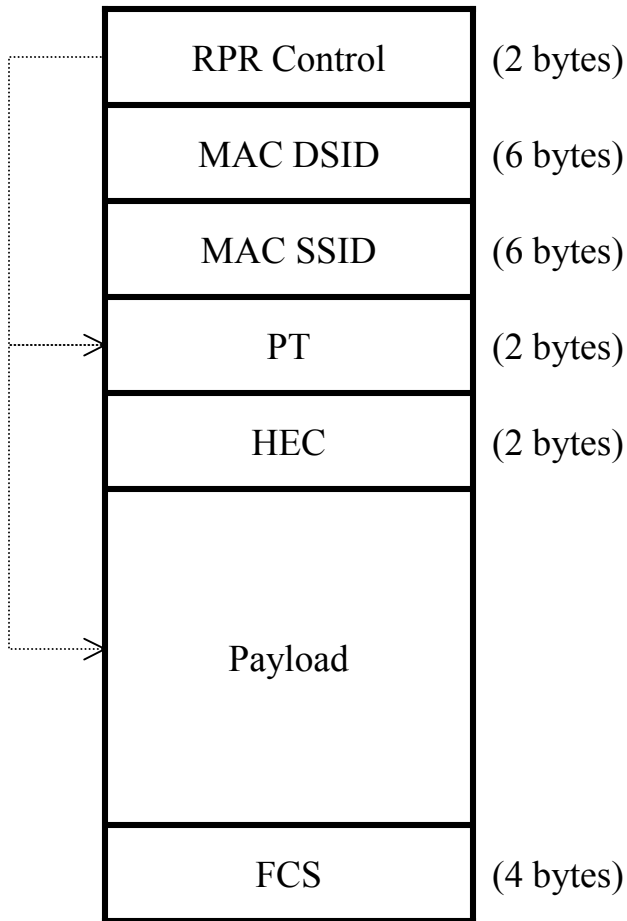 RPR Control (2 bytes)
MAC DSID (6 bytes)
MAC SSID (6 bytes)
PT (2 bytes)
HEC (2 bytes)
Payload
FCS (4 bytes)